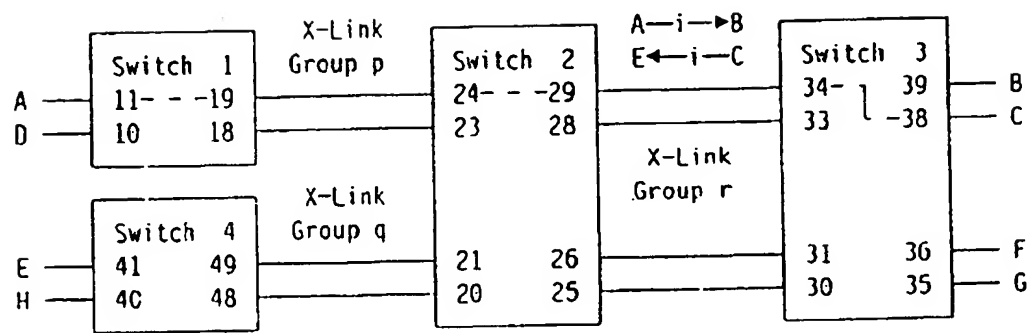 X-Link
Group p
A—i—►B
E◄—i—C
Switch 1
A 11- - -19
D 10 18
Switch 2
24- - -29
23 28
Switch 3
34- 39 B
33 -38 C
X-Link
Group q
X-Link
Group r
Switch 4
E 41 49
H 40 48
21 26
20 25
31 36 F
30 35 G